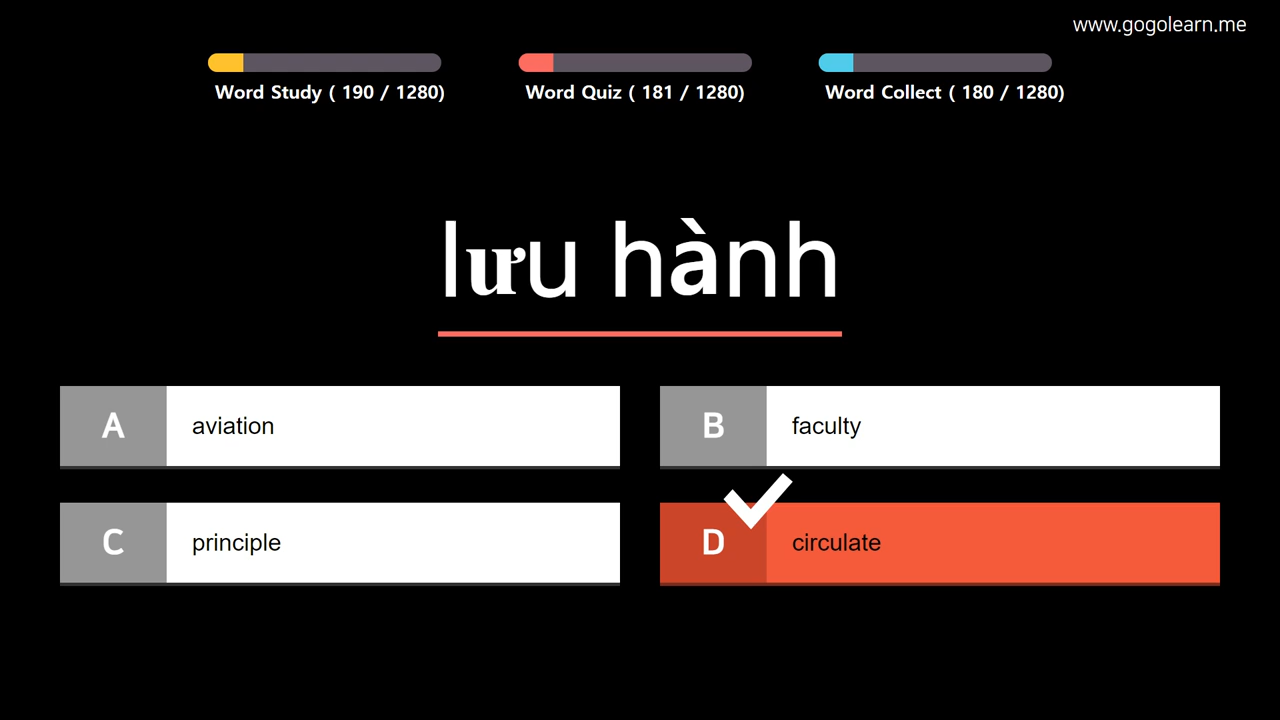 www.gogolearn.me
Word Study ( 190 / 1280)
Word Quiz ( 181 / 1280)
Word Collect ( 180 / 1280)
lưu hành
A aviation
B faculty
C principle
D circulate